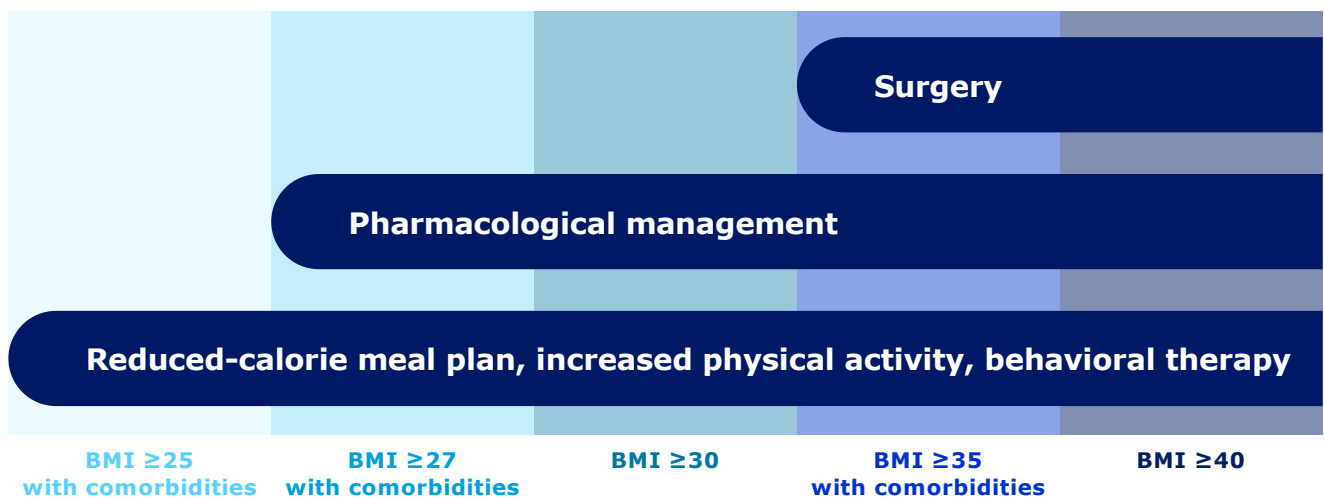 Surgery
Pharmacological management
Reduced-calorie meal plan, increased physical activity, behavioral therapy
BMI ≥25
with comorbidities
BMI ≥27
with comorbidities
BMI ≥30
BMI ≥35
with comorbidities
BMI ≥40